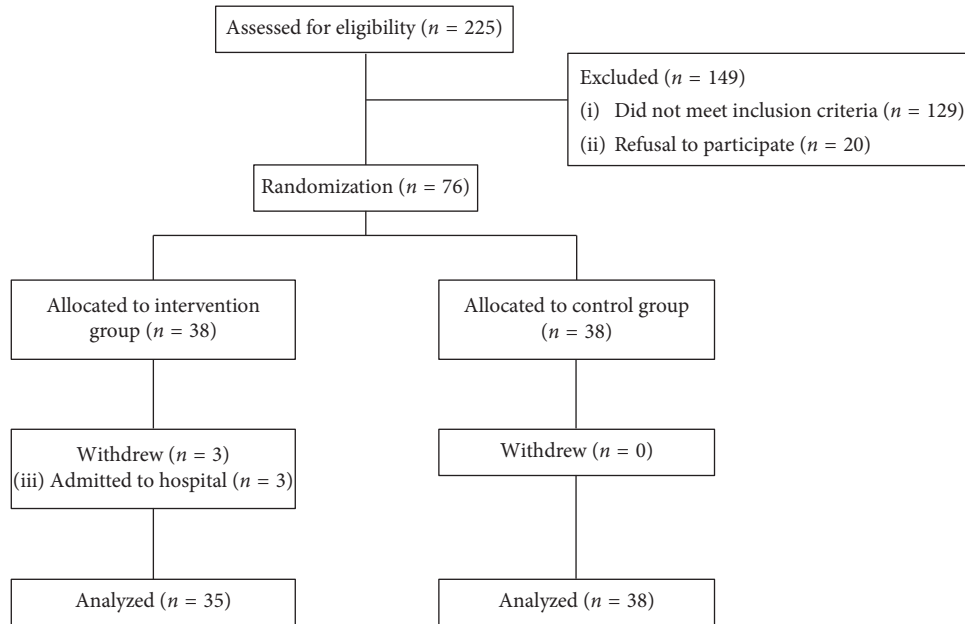 Assessed for eligibility (n = 225)
Excluded (n = 149)
(i) Did not meet inclusion criteria (n = 129)
(ii) Refusal to participate (n = 20)
Randomization (n = 76)
Allocated to intervention
group (n = 38)
Allocated to control group
(n = 38)
Withdrew (n = 3)
(iii) Admitted to hospital (n = 3)
Withdrew (n = 0)
Analyzed (n = 35)
Analyzed (n = 38)